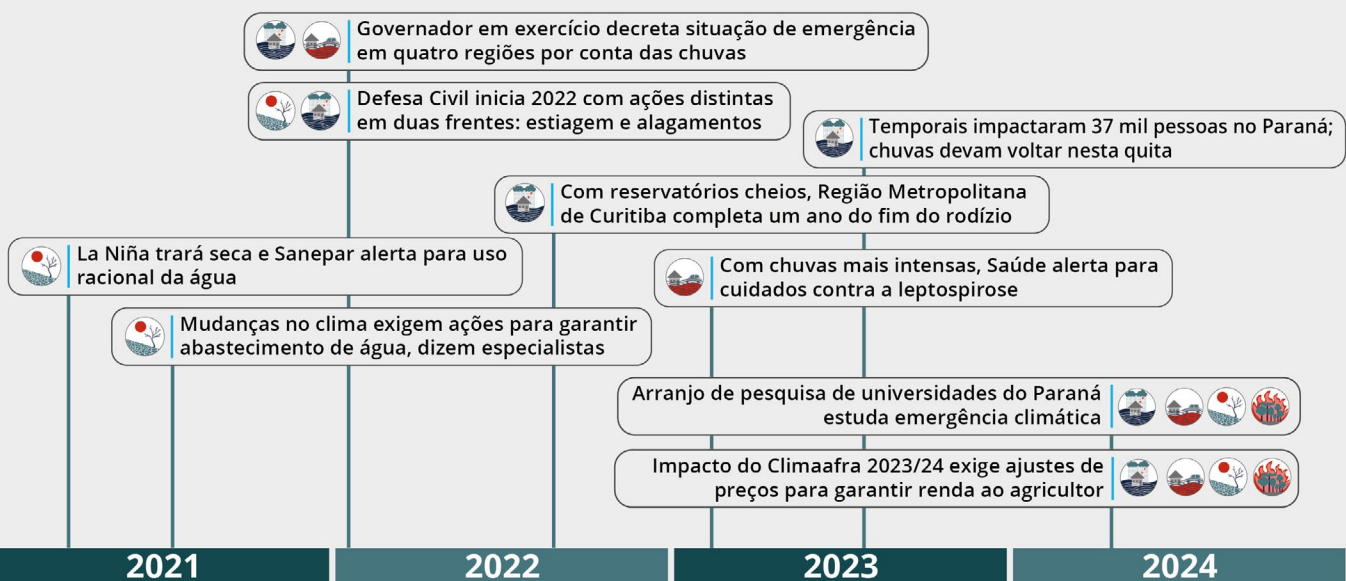 Governador em exercício decreta situação de emergência
em quatro regiões por conta das chuvas
Defesa Civil inicia 2022 com ações distintas
em duas frentes: estiagem e alagamentos
Temporais impactaram 37 mil pessoas no Paraná;
chuvas devam voltar nesta quita
Com reservatórios cheios, Região Metropolitana
de Curitiba completa um ano do fim do rodízio
La Niña trará seca e Sanepar alerta para uso
racional da água
Com chuvas mais intensas, Saúde alerta para
cuidados contra a leptospirose
Mudanças no clima exigem ações para garantir
abastecimento de água, dizem especialistas
Arranjo de pesquisa de universidades do Paraná
estuda emergência climática
Impacto do Climaafra 2023/24 exige ajustes de
preços para garantir renda ao agricultor
2021
2022
2023
2024